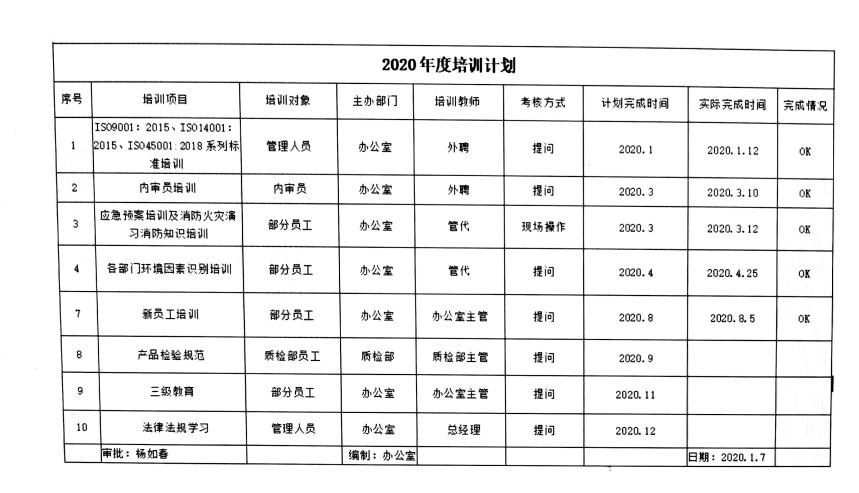 2020年度培训计划
序号 培训项目 培训对象 主办部门 培训教师 考核方式 计划完成时间 实际完成时间 完成情况
1 ISO9001：2015、ISO14001：
2015、ISO45001:2018系列标
准培训 管理人员 办公室 外聘 提问 2020.1 2020.1.12 OK
2 内审员培训 内审员 办公室 外聘 提问 2020.3 2020.3.10 OK
3 应急预案培训及消防火灾演
习消防知识培训 部分员工 办公室 管代 现场操作 2020.3 2020.3.12 OK
4 各部门环境因素识别培训 部分员工 办公室 管代 提问 2020.4 2020.4.25 OK
7 新员工培训 部分员工 办公室 办公室主管 提问 2020.8 2020.8.5 OK
8 产品检验规范 质检部员工 质检部 质检部主管 提问 2020.9
9 三级教育 部分员工 办公室 办公室主管 提问 2020.11
10 法律法规学习 管理人员 办公室 总经理 提问 2020.12
审批：杨如春 编制：办公室 日期：2020.1.7